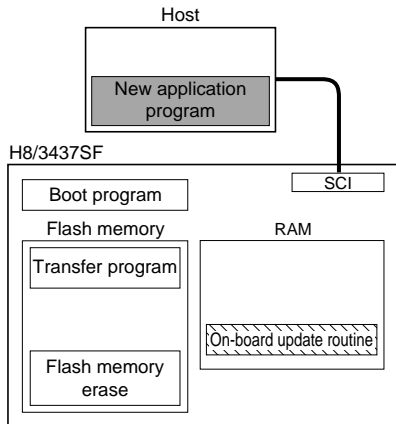 Host
New application
program
H8/3437SF
SCI
Boot program
Flash memory
RAM
Transfer program
On-board update routine
Flash memory
erase